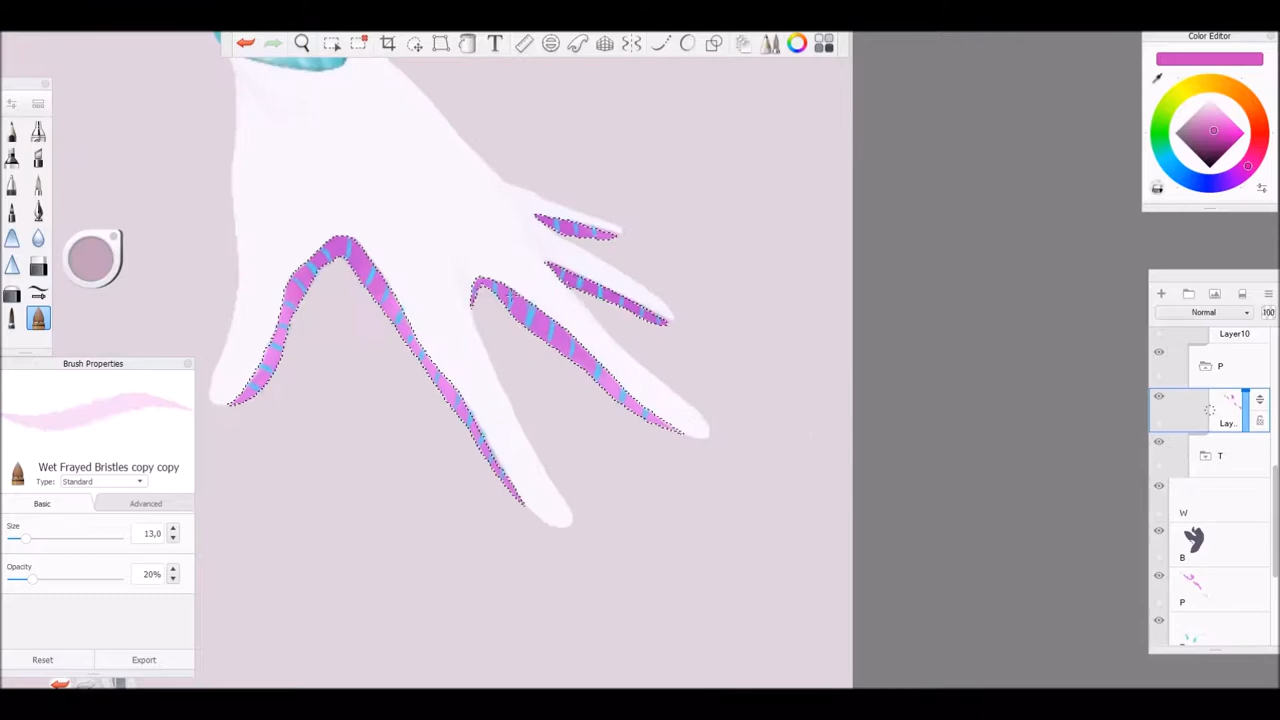 Color Editor
T
Brush Properties
Wet Frayed Bristles copy copy
Type: Standard
Basic
Advanced
Size
13,0
Opacity
20%
Reset
Export
Normal
100
Layer10
P
Lay..
T
W
B
P